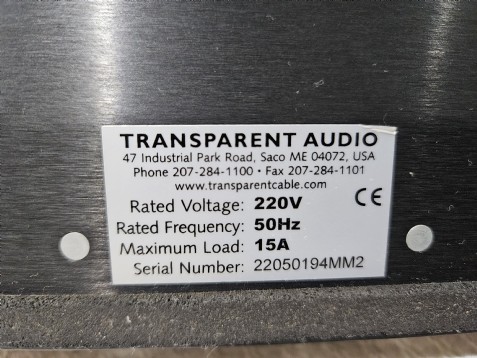 TRANSPARENT AUDIO
47 Industrial Park Road, Saco ME 04072, USA
Phone 207-284-1100 • Fax 207-284-1101
www.transparentcable.com
Rated Voltage: 220V CE
Rated Frequency: 50Hz
Maximum Load: 15A
Serial Number: 22050194MM2